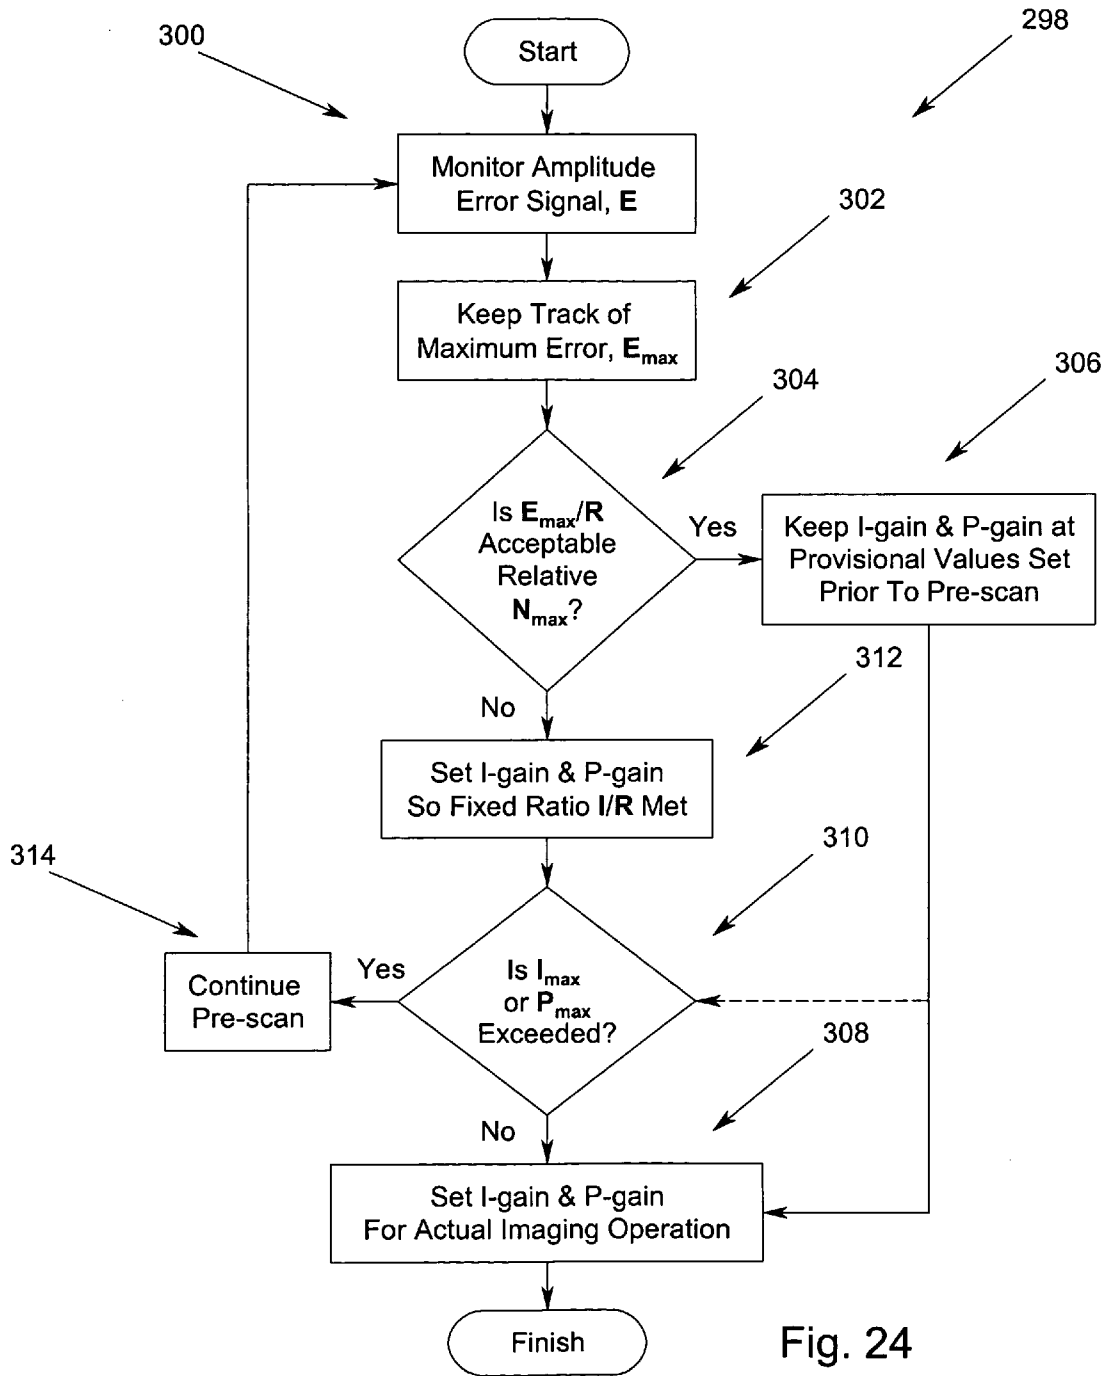 300
Start
298
Monitor Amplitude
Error Signal, E
302
Keep Track of
Maximum Error, Emax
304
306
Is Emax/R
Acceptable
Relative
Nmax?
Yes
Keep I-gain & P-gain at
Provisional Values Set
Prior To Pre-scan
No
312
Set I-gain & P-gain
So Fixed Ratio I/R Met
310
314
Continue
Pre-scan
Yes
Is Imax
or Pmax
Exceeded?
308
No
Set I-gain & P-gain
For Actual Imaging Operation
Finish
Fig. 24